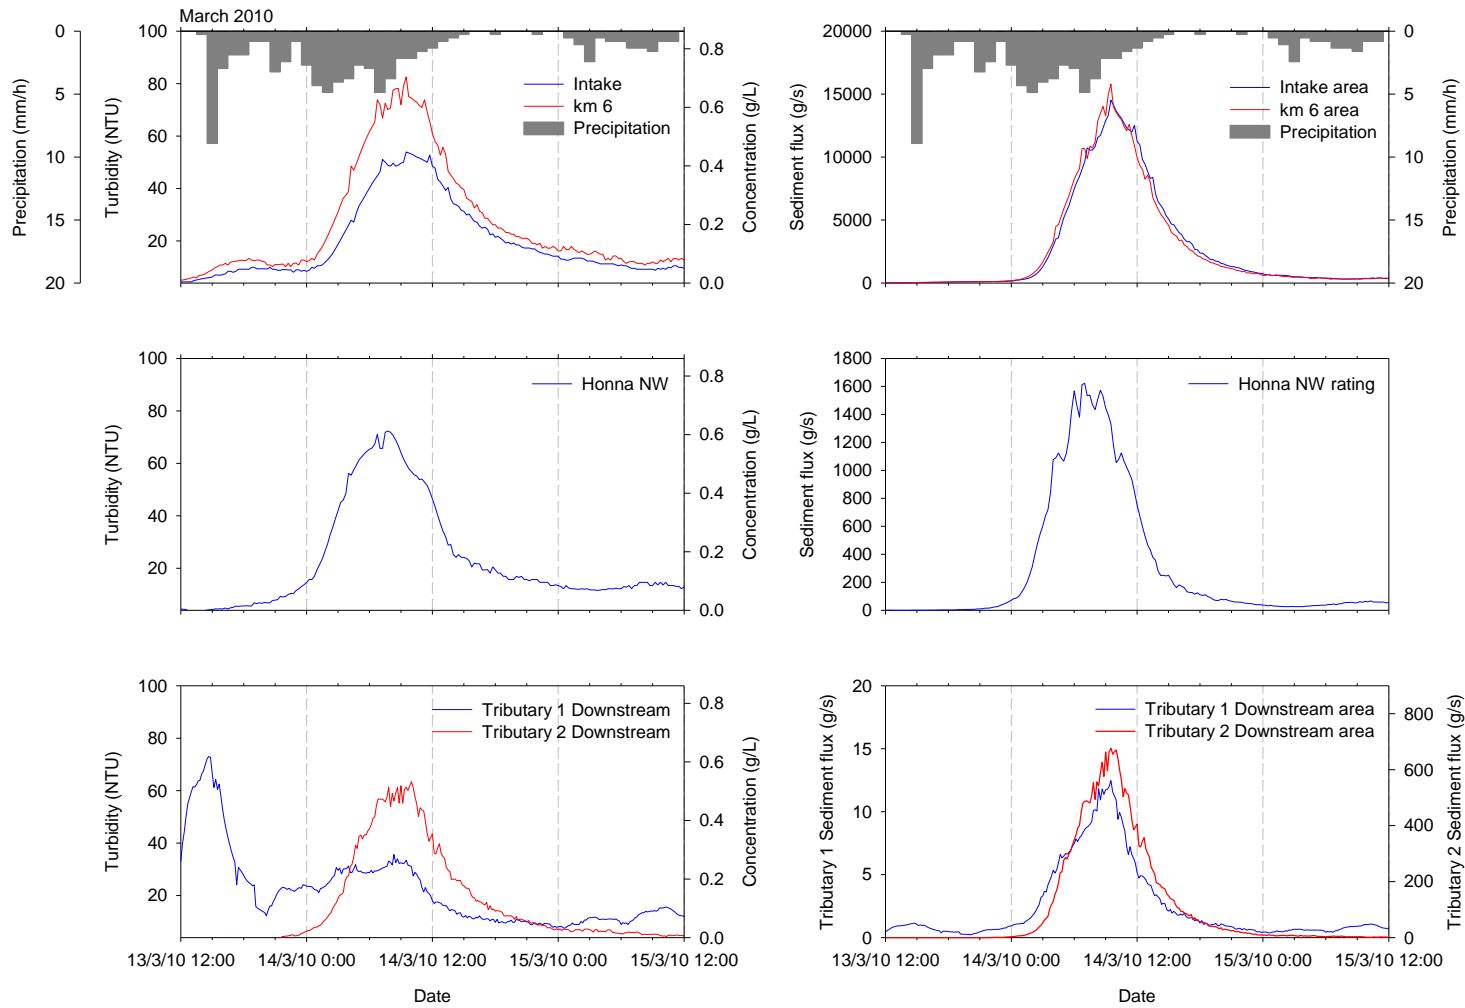 March 2010
0
5
10
15
20
Precipitation (mm/h)
100
80
60
40
20
Turbidity (NTU)
Intake
km 6
Precipitation
0.8
0.6
0.4
0.2
0.0
Concentration (g/L)
20000
15000
10000
5000
0
Sediment flux (g/s)
Intake area
km 6 area
Precipitation
0
5
10
15
20
Precipitation (mm/h)
100
80
60
40
20
Turbidity (NTU)
Honna NW
0.8
0.6
0.4
0.2
0.0
Concentration (g/L)
1800
1600
1400
1200
1000
800
600
400
200
0
Sediment flux (g/s)
Honna NW rating
100
80
60
40
20
Turbidity (NTU)
Tributary 1 Downstream
Tributary 2 Downstream
0.8
0.6
0.4
0.2
0.0
Concentration (g/L)
13/3/10 12:00
14/3/10 0:00
14/3/10 12:00
15/3/10 0:00
15/3/10 12:00
Date
20
15
10
5
0
Tributary 1 Sediment flux (g/s)
Tributary 1 Downstream area
Tributary 2 Downstream area
800
600
400
200
0
Tributary 2 Sediment flux (g/s)
13/3/10 12:00
14/3/10 0:00
14/3/10 12:00
15/3/10 0:00
15/3/10 12:00
Date